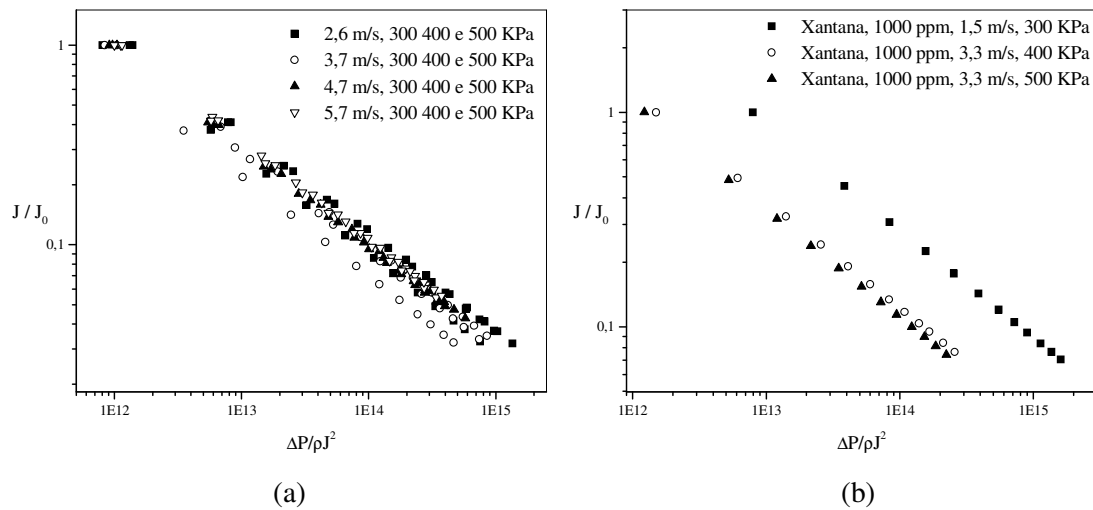 2,6 m/s, 300 400 e 500 KPa
3,7 m/s, 300 400 e 500 KPa
4,7 m/s, 300 400 e 500 KPa
5,7 m/s, 300 400 e 500 KPa
1
J / J₀
0,1
1E12 1E13 1E14 1E15
ΔP/ρJ²
(a)
Xantana, 1000 ppm, 1,5 m/s, 300 KPa
Xantana, 1000 ppm, 3,3 m/s, 400 KPa
Xantana, 1000 ppm, 3,3 m/s, 500 KPa
1
J / J₀
0,1
1E12 1E13 1E14 1E15
ΔP/ρJ²
(b)